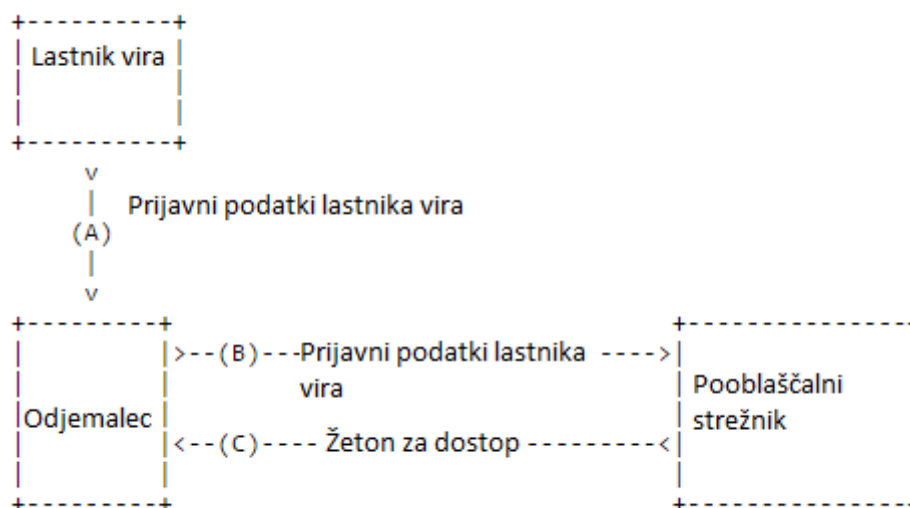 +----------+
| Lastnik vira |
|          |
|          |
+----------+
v
| Prijavni podatki lastnika vira
(A)
|
v
+---------+ +---------------
| |>--(B)---Prijavni podatki lastnika ---->|
| | vira | Pooblaščalni
|Odjemalec | | strežnik
| |<--(C)---- Žeton za dostop ---------<|
| | |
+---------+ +---------------